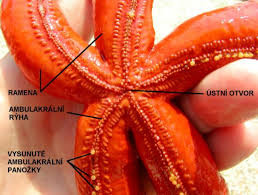 RAMENA
ÚSTNÍ OTVOR
AMBULAKRÁLNÍ
RÝHA
VYSUNUTÉ
AMBULAKRÁLNÍ
PANOŽKY